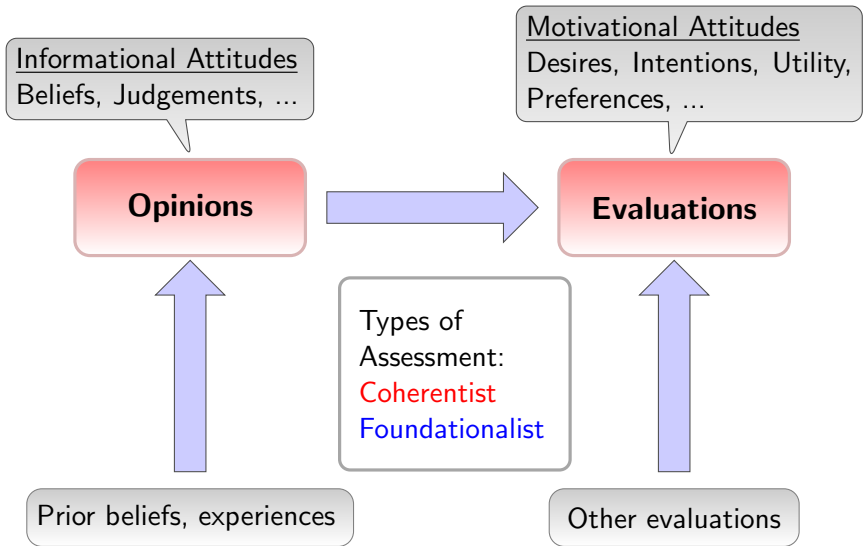 Informational Attitudes
Beliefs, Judgements, ...
Motivational Attitudes
Desires, Intentions, Utility,
Preferences, ...
Opinions
Evaluations
Types of
Assessment:
Coherentist
Foundationalist
Prior beliefs, experiences
Other evaluations